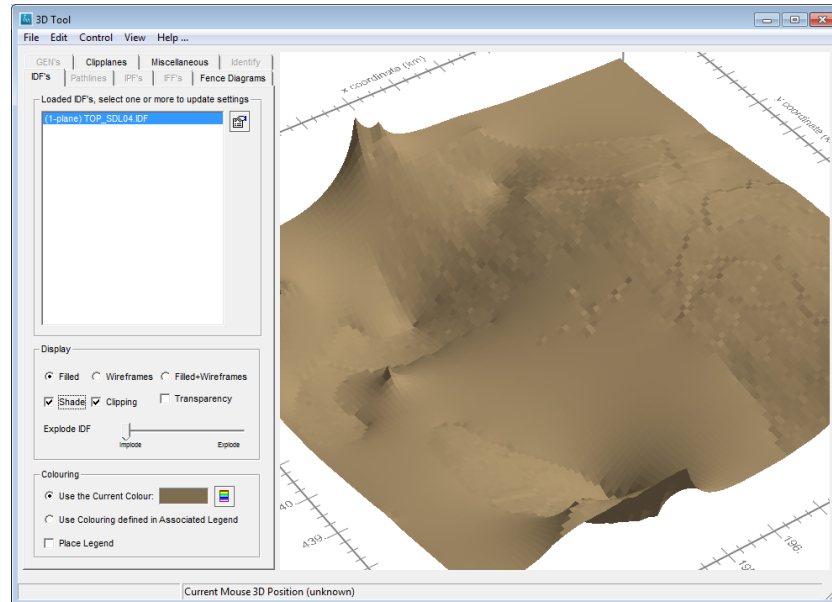 3D Tool
File Edit Control View Help ...
GEN's Clipplanes Miscellaneous Identify
IDF's Pathlines IPF's IFF's Fence Diagrams
Loaded IDF's, select one or more to update settings
(1-plane) TOP_SDL04.IDF
Display
Filled Wireframes Filled+Wireframes
Shade Clipping Transparency
Explode IDF
Implode Explode
Colouring
Use the Current Colour:
Use Colouring defined in Associated Legend
Place Legend
x coordinate (km)
y coordinate
40.
439.
196.
Current Mouse 3D Position (unknown)